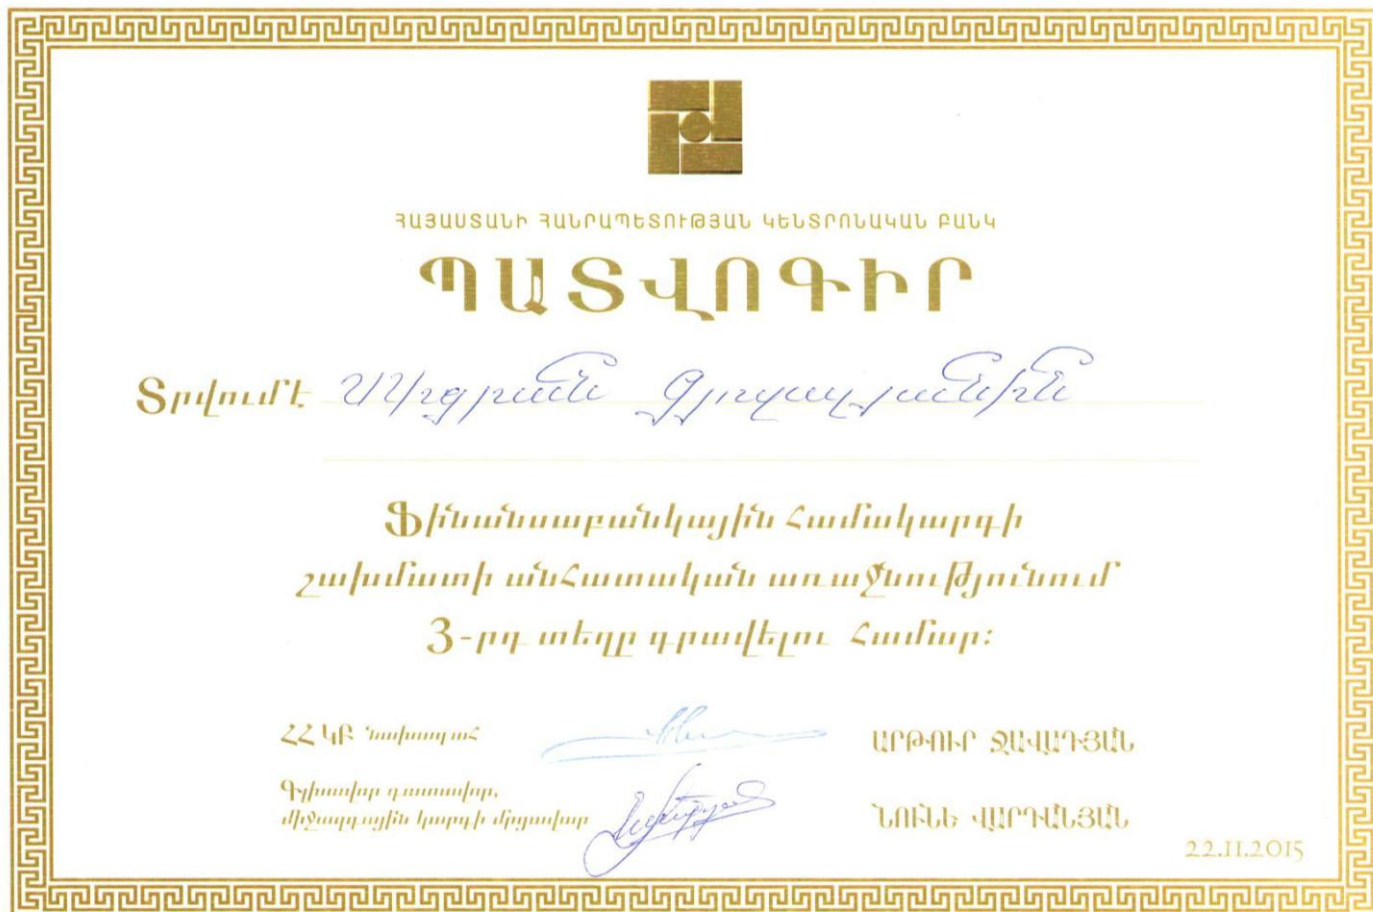 ՀԱՅԱՍՏԱՆԻ ՀԱՆՐԱՊԵՏՈՒԹՅԱՆ ԿԵՆՏՐՈՆԱԿԱՆ ԲԱՆԿ
ՊԱՏՎՈԳԻՐ
Տրվում է
Ֆինանսաբանկային համակարգի
շախմատի անհատական առաջնությունում
3-րդ տեղը գրավելու համար:
ՀՀ ԿԲ նախագահ ԱՐԹՈՒՐ ՋԱՎԱԴՅԱՆ
Գլխավոր դատավոր,
միջազգային կարգի մրցավար ՆՈՒՆԵ ՎԱՐԴԱՆՅԱՆ
22.11.2015